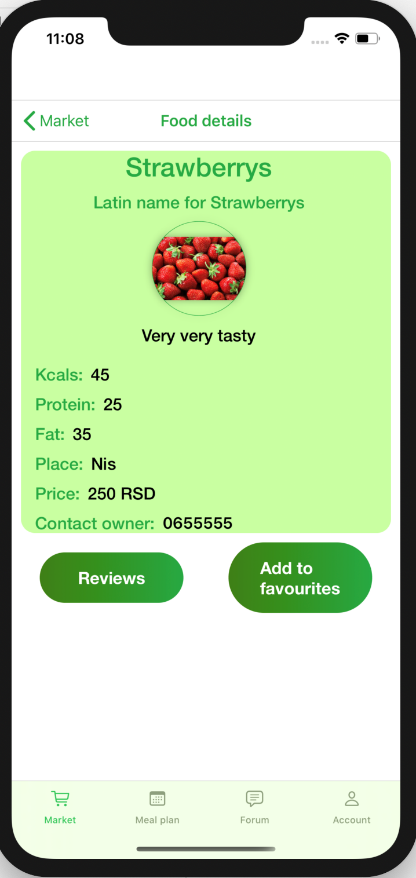 11:08
Market
Food details
Strawberrys
Latin name for Strawberrys
Very very tasty
Kcals: 45
Protein: 25
Fat: 35
Place: Nis
Price: 250 RSD
Contact owner: 0655555
Reviews
Add to
favourites
Market
Meal plan
Forum
Account